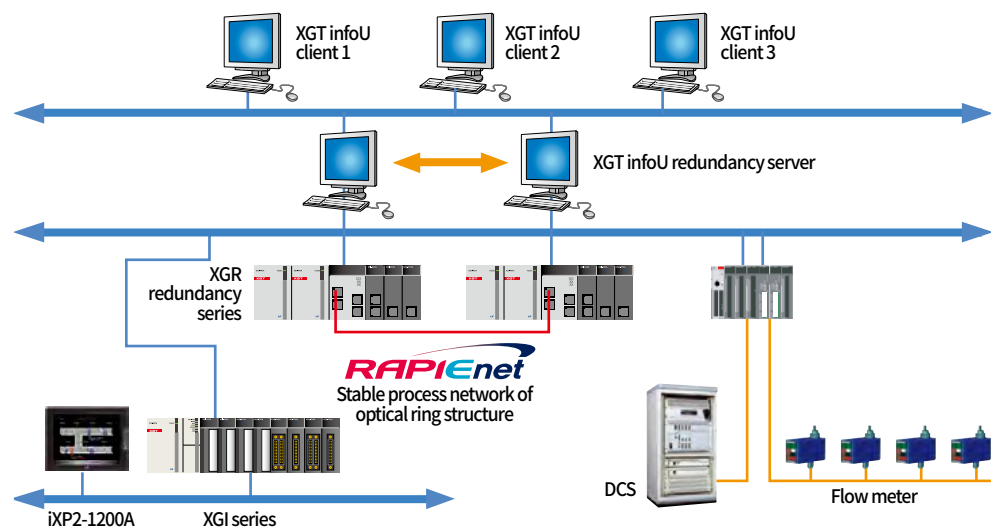 XGT infoU
client 1
XGT infoU
client 2
XGT infoU
client 3
XGT infoU redundancy server
XGR
redundancy
series
RAPIEnet
Stable process network of
optical ring structure
DCS
Flow meter
iXP2-1200A
XGI series